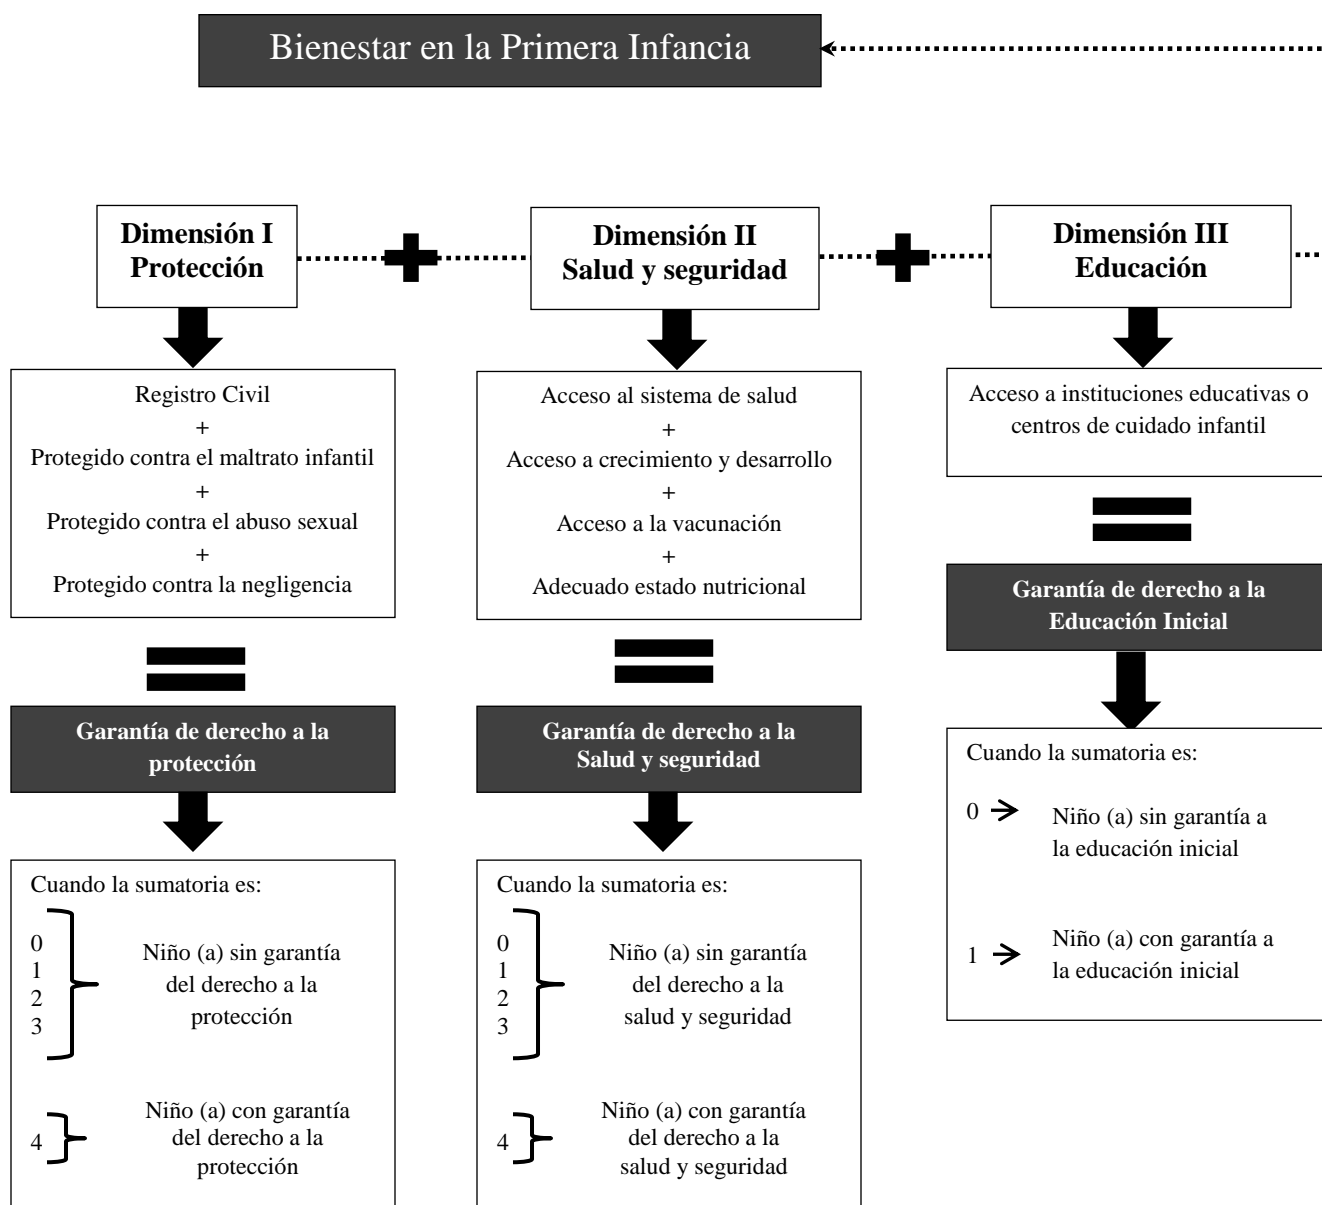 Bienestar en la Primera Infancia
Dimensión I
Protección
Dimensión II
Salud y seguridad
Dimensión III
Educación
Registro Civil
+
Protegido contra el maltrato infantil
+
Protegido contra el abuso sexual
+
Protegido contra la negligencia
Acceso al sistema de salud
+
Acceso a crecimiento y desarrollo
+
Acceso a la vacunación
+
Adecuado estado nutricional
Acceso a instituciones educativas o
centros de cuidado infantil
Garantía de derecho a la
protección
Garantía de derecho a la
Salud y seguridad
Garantía de derecho a la
Educación Inicial
Cuando la sumatoria es:
0
1
2
3
Niño (a) sin garantía
del derecho a la
protección
4
Niño (a) con garantía
del derecho a la
protección
Cuando la sumatoria es:
0
1
2
3
Niño (a) sin garantía
del derecho a la
salud y seguridad
4
Niño (a) con garantía
del derecho a la
salud y seguridad
Cuando la sumatoria es:
0
Niño (a) sin garantía a
la educación inicial
1
Niño (a) con garantía a
la educación inicial